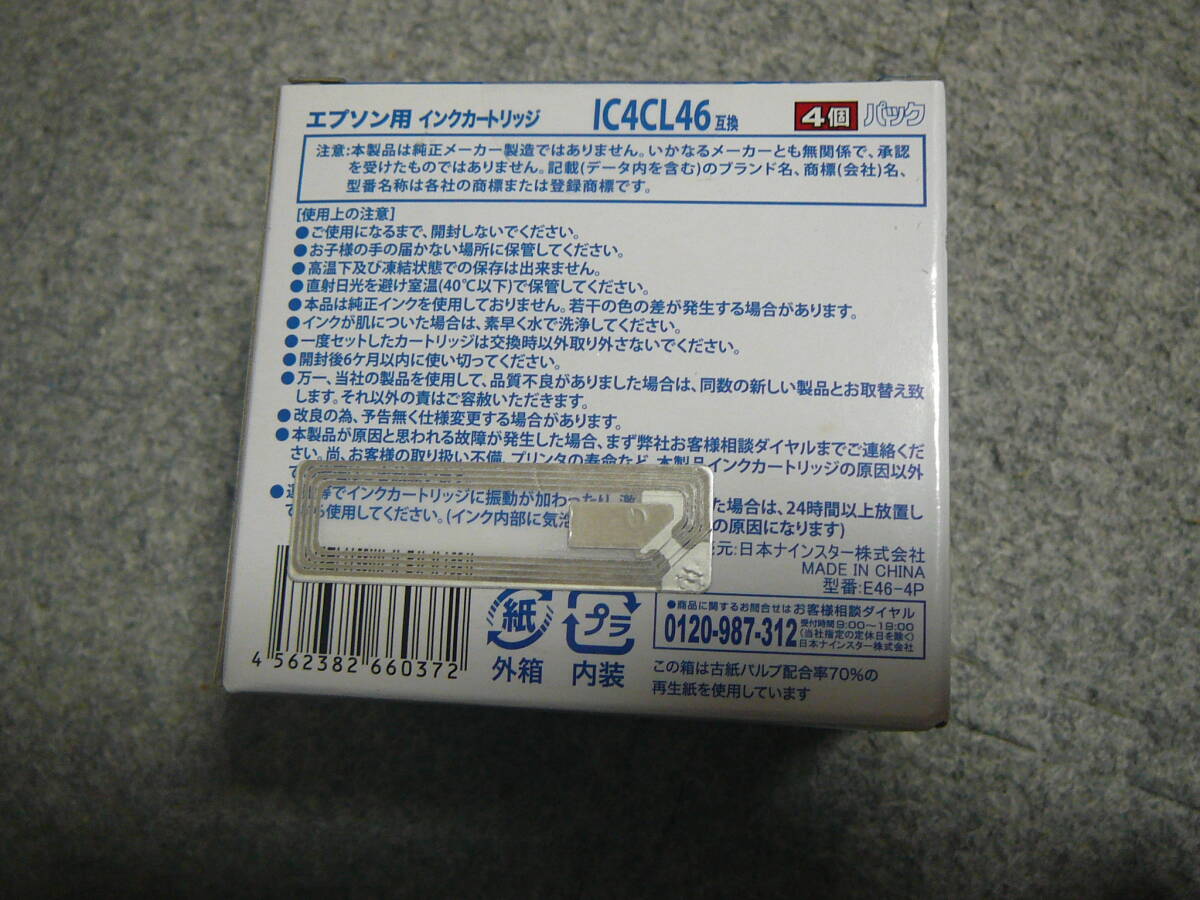 エプソン用 インクカートリッジ IC4CL46互換 4個パック
注意:本製品は純正メーカー製造ではありません。いかなるメーカーとも無関係で、承認
を受けたものではありません。記載(データ内を含む)のブランド名、商標(会社)名、
型番名称は各社の商標または登録商標です。
[使用上の注意]
●ご使用になるまで、開封しないでください。
●お子様の手の届かない場所に保管してください。
●高温下及び凍結状態での保存は出来ません。
●直射日光を避け室温(40℃以下)で保管してください。
●本品は純正インクを使用しておりません。若干の色の差が発生する場合があります。
●インクが肌についた場合は、素早く水で洗浄してください。
●一度セットしたカートリッジは交換時以外取り外さないでください。
●開封後6ケ月以内に使い切ってください。
●万一、当社の製品を使用して、品質不良がありました場合は、同数の新しい製品とお取替え致
します。それ以外の責はご容赦いただきます。
●改良の為、予告無く仕様変更する場合があります。
●本製品が原因と思われる故障が発生した場合、まず弊社お客様相談ダイヤルまでご連絡くだ
さい。尚、お客様の取り扱い不備、プリンタの寿命など、本製品インクカートリッジの原因以外
で
●等でインクカートリッジに振動が加わったり、激た場合は、24時間以上放置し
てから使用してください。(インク内部に気泡の原因になります)
元:日本ナインスター株式会社
MADE IN CHINA
型番:E46-4P
4 562382 660372
紙
外箱
プラ
内装
●商品に関するお問合せはお客様相談ダイヤル
0120-987-312
受付時間9:00~19:00
(当社指定の定休日を除く)
日本ナインスター株式会社
この箱は古紙パルプ配合率70%の
再生紙を使用しています